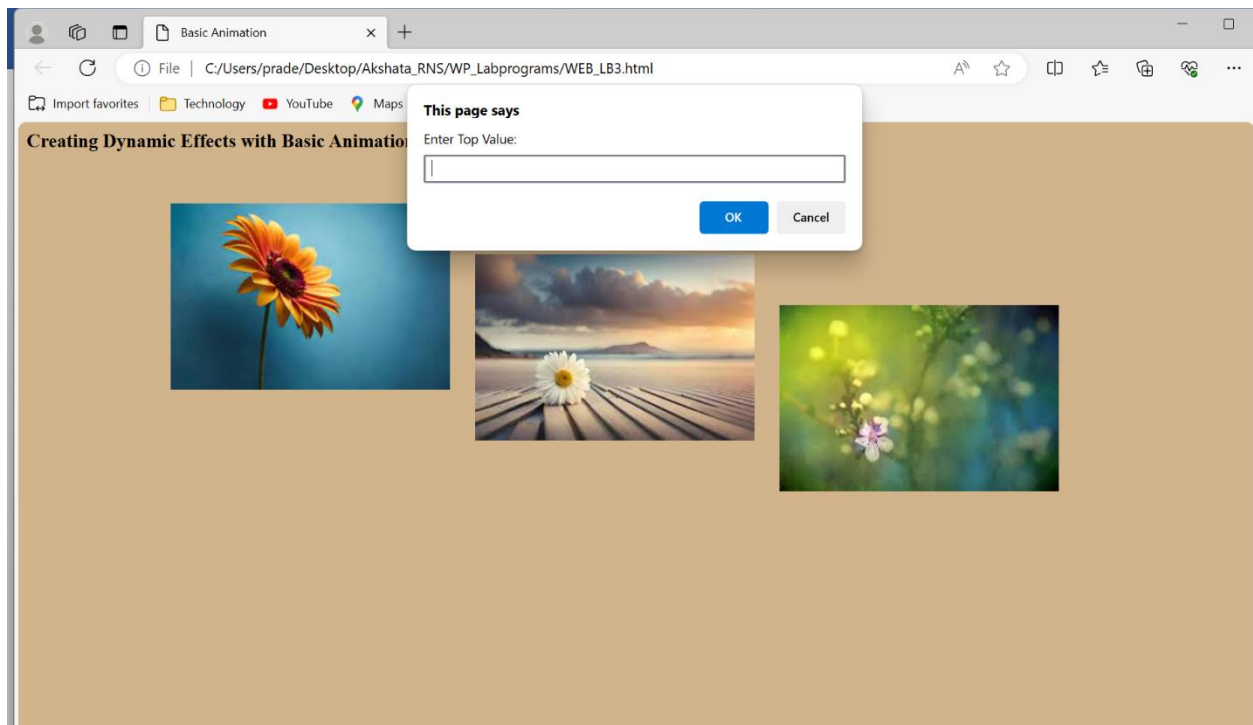 Basic Animation
File | C:/Users/prade/Desktop/Akshata_RNS/WP_Labprograms/WEB_LB3.html
Import favorites Technology YouTube Maps
This page says
Enter Top Value:
OK Cancel
Creating Dynamic Effects with Basic Animation